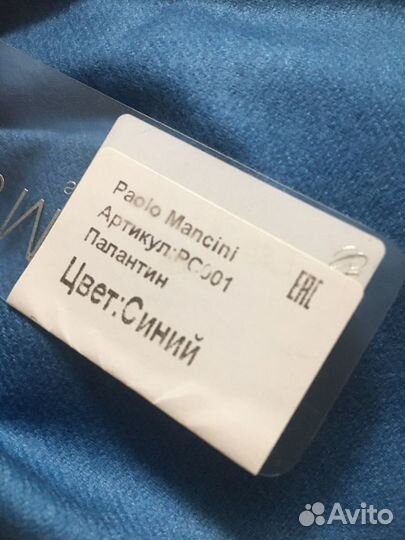 Paolo Mancini
Артикул:PC001
Палантин
Цвет:Синий
EAC
Avito